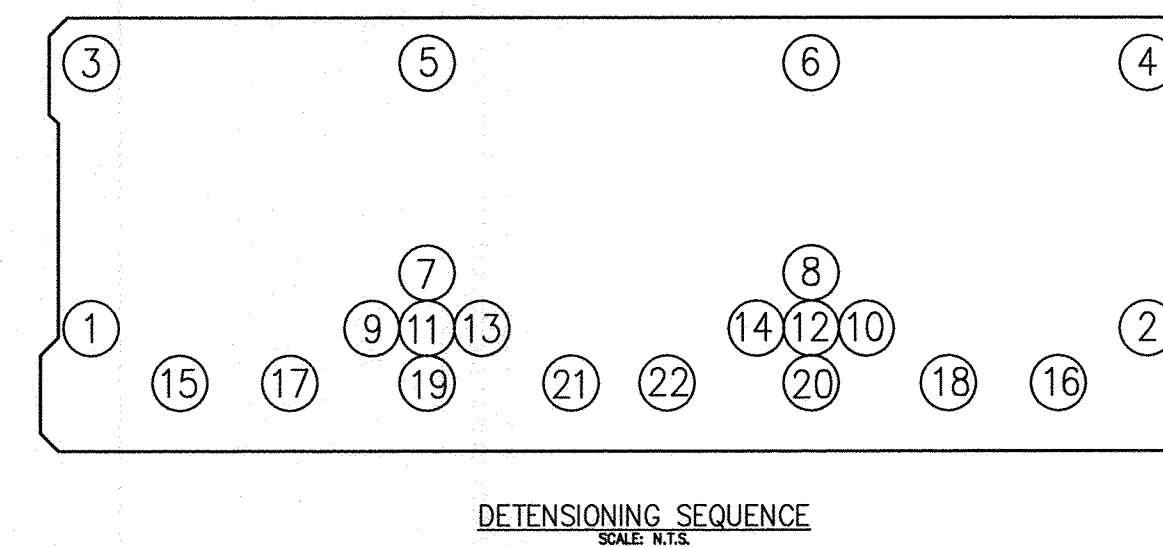 3 5 6 4
7 8
1 9 11 13 14 12 10 2
15 17 19 21 22 20 18 16
DETENSIONING SEQUENCE
SCALE: N.T.S.